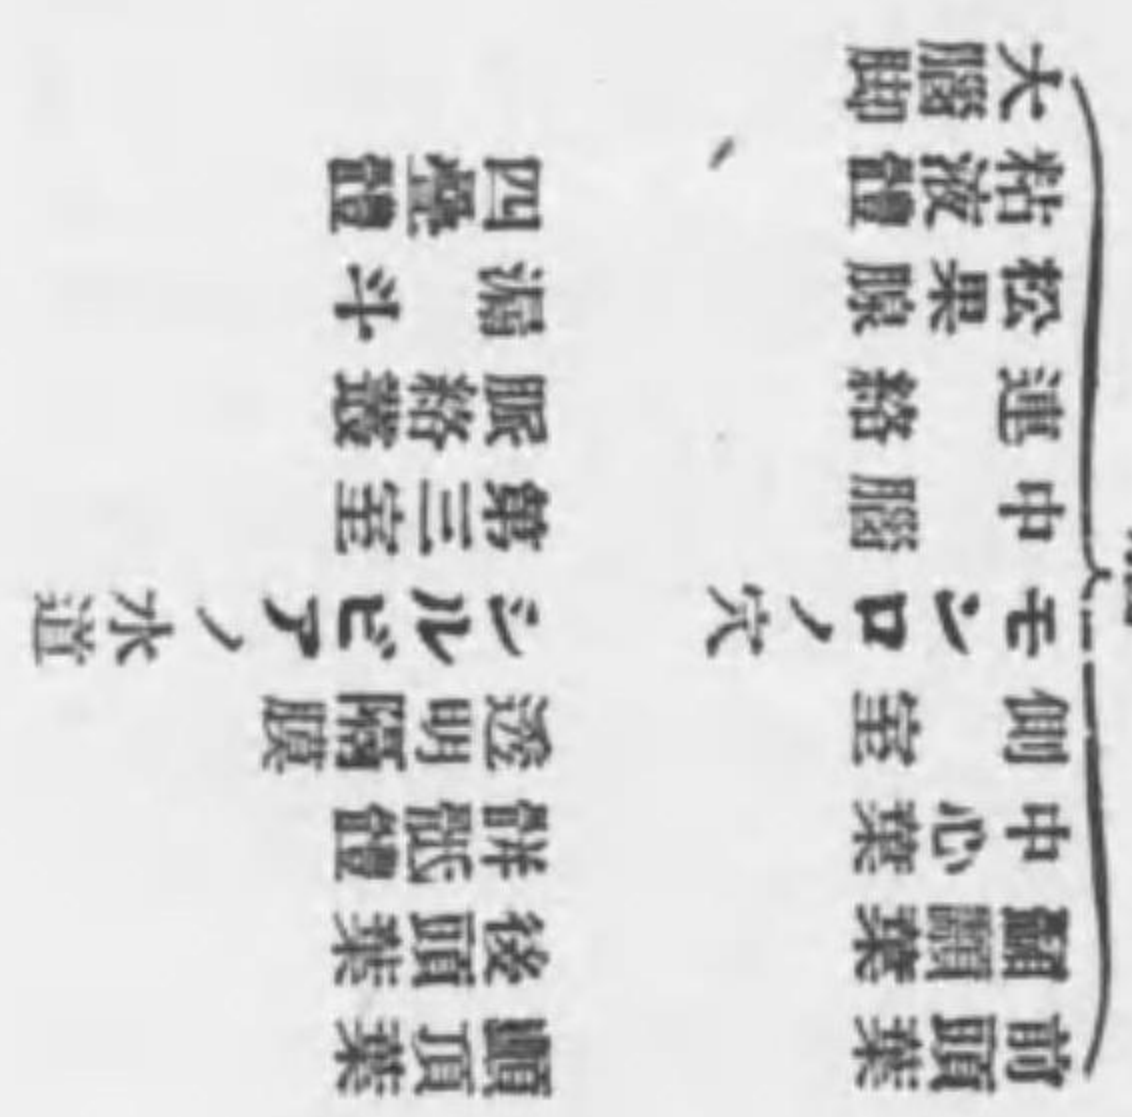 前頭葉 顱頂葉
顳顬葉 後頭葉
中心葉 胼胝體
側室 透明隔膜
モンロノ穴 シルビアノ水道
中腦 第三室
連絡 脈絡叢
松果腺 漏斗
粘液體 四疊體
大腦脚